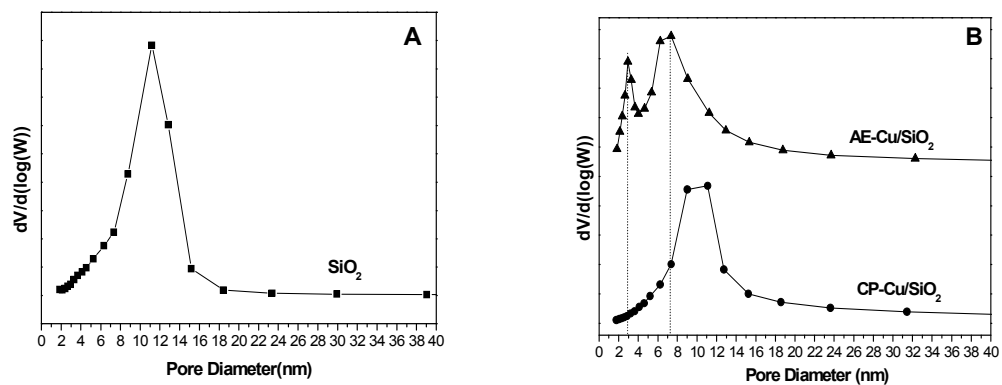 A
dV/d(log(W))
SiO2
0 2 4 6 8 10 12 14 16 18 20 22 24 26 28 30 32 34 36 38 40
Pore Diameter(nm)
B
dV/d(log(W))
AE-Cu/SiO2
CP-Cu/SiO2
0 2 4 6 8 10 12 14 16 18 20 22 24 26 28 30 32 34 36 38 40
Pore Diameter (nm)